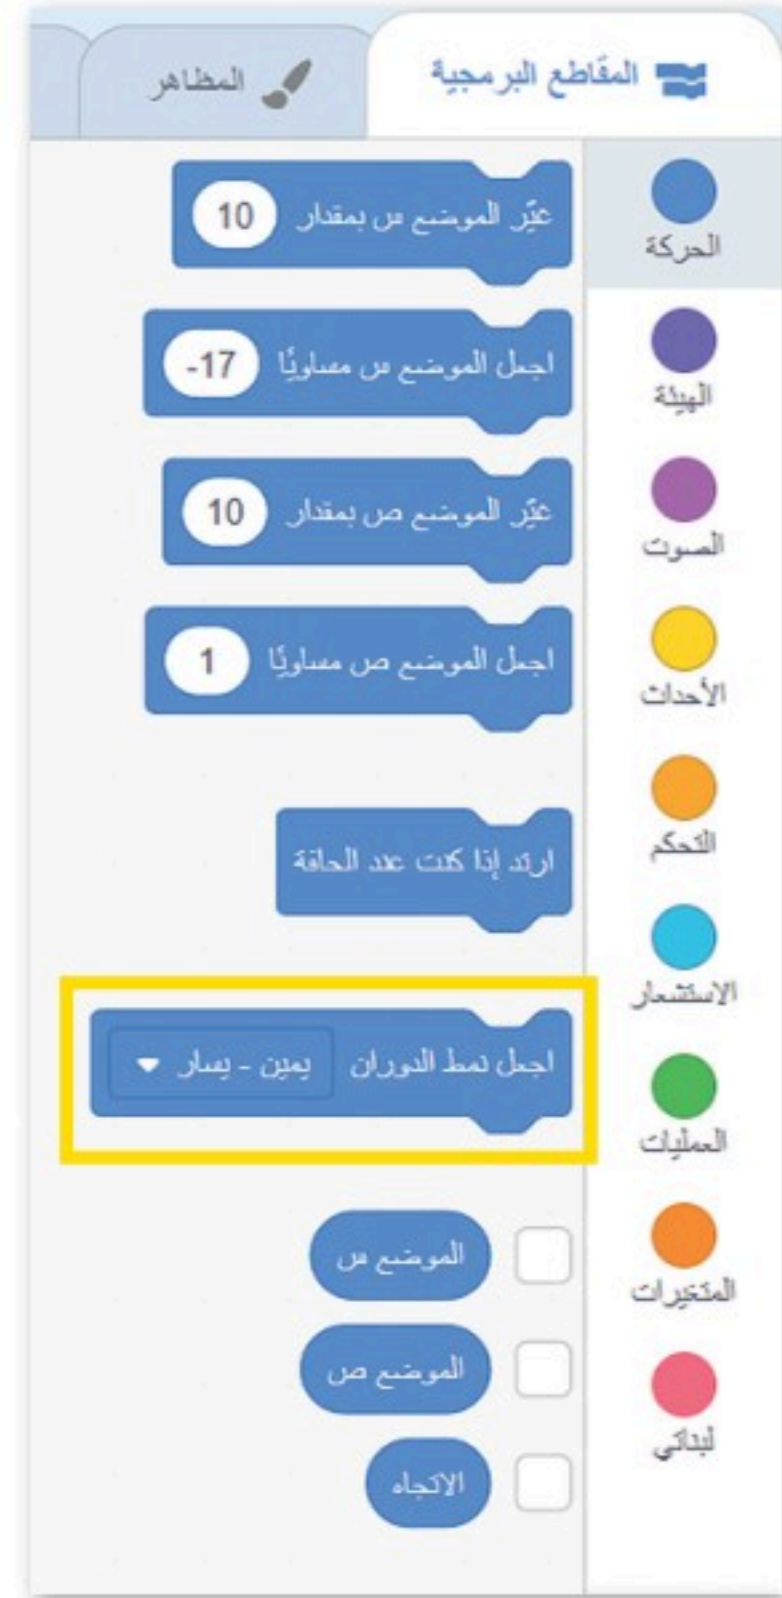 المقاطع البرمجية
المظاهر
الحركة
الهيئة
الصوت
الأحداث
التحكم
الاستشعار
العمليات
المتغيرات
لبناتي
غيّر الموضع س بمقدار 10
اجعل الموضع س مساويًا -17
غيّر الموضع ص بمقدار 10
اجعل الموضع ص مساويًا 1
ارتد إذا كنت عند الحافة
اجعل نمط الدوران يمين - يسار
الموضع س
الموضع ص
الاتجاه